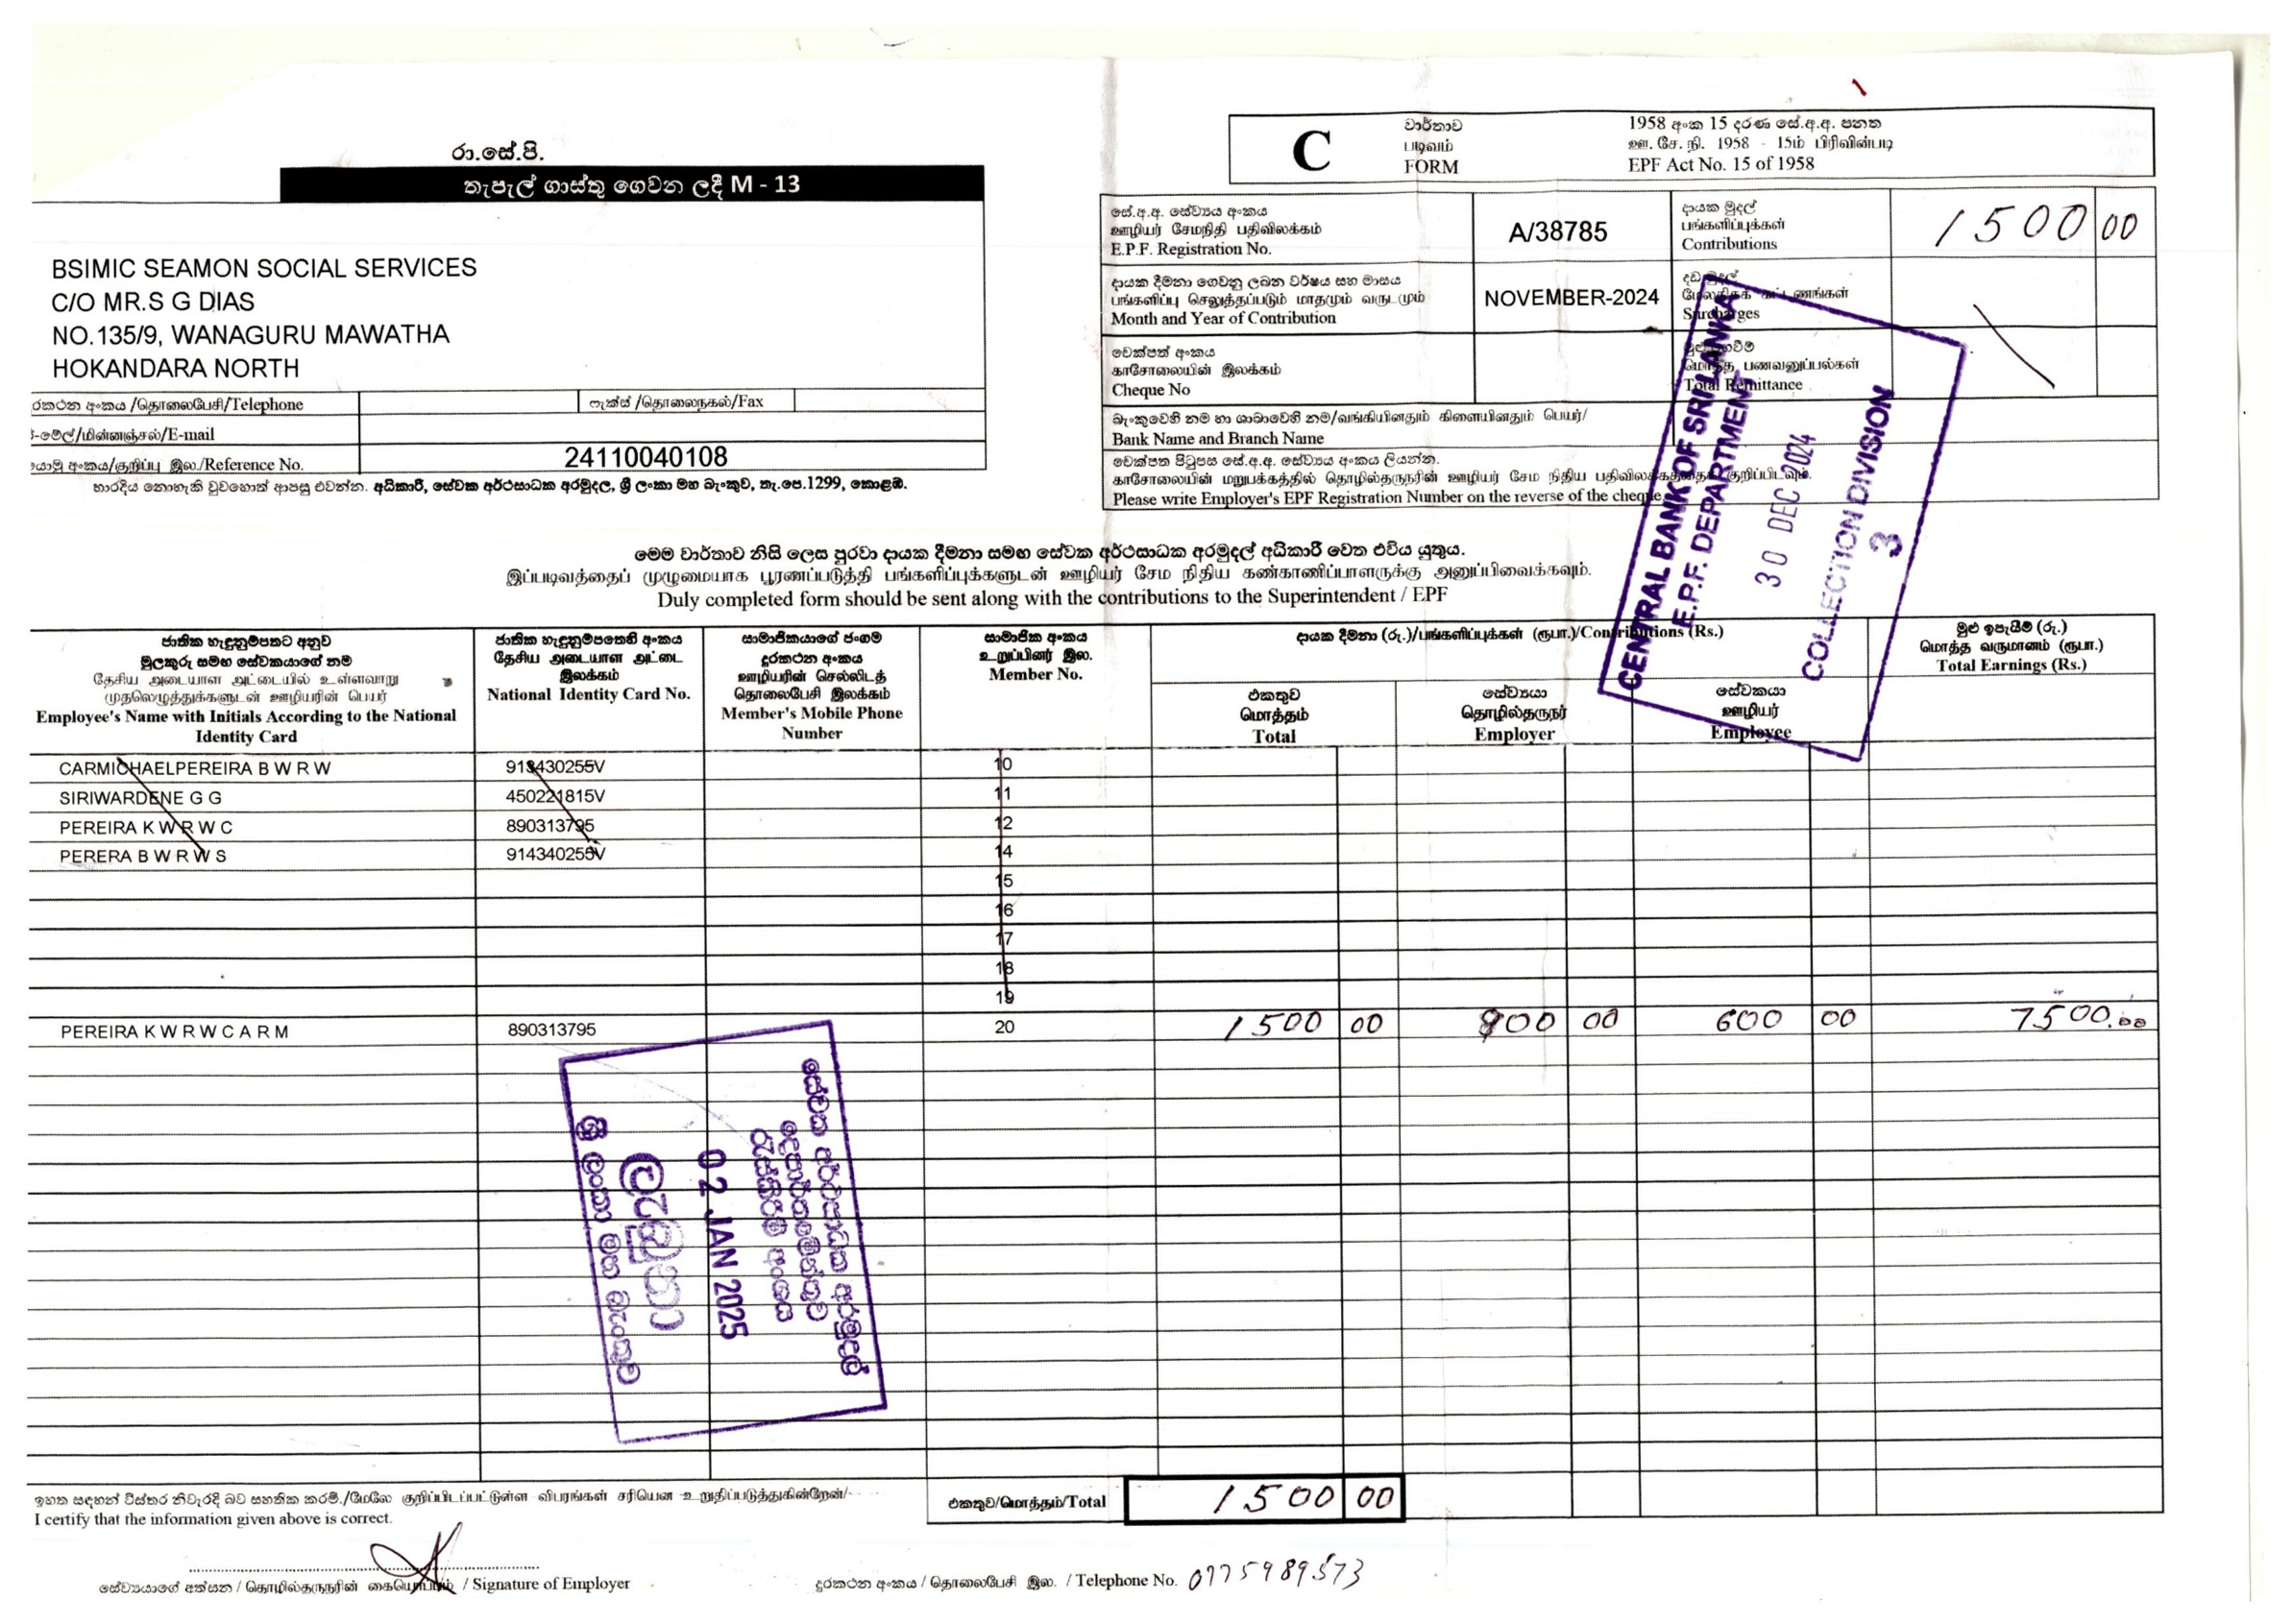 රා.සේ.පි.
තැපැල් ගාස්තු ගෙවන ලදී M - 13
BSIMIC SEAMON SOCIAL SERVICES
C/O MR.S G DIAS
NO.135/9, WANAGURU MAWATHA
HOKANDARA NORTH
රකථන අංකය /தொலைபேசி/Telephone
ෆැක්ස් /தொலைநகல்/Fax
-මේල්/மின்னஞ்சல்/E-mail
යොමු අංකය/குறிப்பு இல./Reference No. 24110040108
භාරදිය නොහැකි වුවහොත් ආපසු එවන්න. අධිකාරී, සේවක අර්ථසාධක අරමුදල, ශ්‍රී ලංකා මහ බැංකුව, තැ.පෙ.1299, කොළඹ.
C
වාර්තාව
படிவம்
FORM
1958 අංක 15 දරණ සේ.අ.අ. පනත
ஊ. சே. நி. 1958 - 15ம் பிரிவின்படி
EPF Act No. 15 of 1958
සේ.අ.අ. සේව්‍යය අංකය
ஊழியர் சேமநிதி பதிவிலக்கம்
E.P.F. Registration No.
A/38785
දායක මුදල්
பங்களிப்புக்கள்
Contributions
1500 00
දායක දීමනා ගෙවනු ලබන වර්ෂය සහ මාසය
பங்களிப்பு செலுத்தப்படும் மாதமும் வருடமும்
Month and Year of Contribution
NOVEMBER-2024
දඩ මුදල්
Surcharges
චෙක්පත් අංකය
காசோலையின் இலக்கம்
Cheque No
மொத்த பணவனுப்பல்கள்
Total Remittance
බැංකුවෙහි නම හා ශාඛාවෙහි නම/வங்கியினதும் கிளையினதும் பெயர்/
Bank Name and Branch Name
චෙක්පත පිටුපස සේ.අ.අ. සේව්‍යය අංකය ලියන්න.
காசோலையின் மறுபக்கத்தில் தொழில்தருநரின் ஊழியர் சேம நிதிய பதிவிலக்கத்தைக் குறிப்பிடவும்.
Please write Employer's EPF Registration Number on the reverse of the cheque
CENTRAL BANK OF SRI LANKA
E.P.F. DEPARTMENT
30 DEC 2024
COLLECTION DIVISION
3
මෙම වාර්තාව නිසි ලෙස පුරවා දායක දීමනා සමඟ සේවක අර්ථසාධක අරමුදල් අධිකාරී වෙත එවිය යුතුය.
இப்படிவத்தைப் முழுமையாக பூரணப்படுத்தி பங்களிப்புக்களுடன் ஊழியர் சேம நிதிய கண்காணிப்பாளருக்கு அனுப்பிவைக்கவும்.
Duly completed form should be sent along with the contributions to the Superintendent / EPF
ජාතික හැඳුනුම්පතට අනුව
මුලකුරු සමඟ සේවකයාගේ නම
தேசிய அடையாள அட்டையில் உள்ளவாறு
முதலெழுத்துக்களுடன் ஊழியரின் பெயர்
Employee's Name with Initials According to the National
Identity Card
ජාතික හැඳුනුම්පතෙහි අංකය
தேசிய அடையாள அட்டை
இலக்கம்
National Identity Card No.
සාමාජිකයාගේ ජංගම
දුරකථන අංකය
ஊழியரின் செல்லிடத்
தொலைபேசி இலக்கம்
Member's Mobile Phone
Number
සාමාජික අංකය
உறுப்பினர் இல.
Member No.
දායක දීමනා (රු.)/பங்களிப்புக்கள் (ரூபா.)/Contributions (Rs.)
එකතුව
மொத்தம்
Total
සේව්‍යයා
தொழில்தருநர்
Employer
සේවකයා
ஊழியர்
Employee
මුළු ඉපැයීම් (රු.)
மொத்த வருமானம் (ரூபா.)
Total Earnings (Rs.)
CARMICHAELPEREIRA B W R W 913430255V 10
SIRIWARDENE G G 450221815V 11
PEREIRA K W R W C 890313795 12
PERERA B W R W S 914340255V 14
15
16
17
18
19
PEREIRA K W R W C A R M 890313795 20 1500 00 900 00 600 00 7500.00
සේවක අර්ථසාධක අරමුදල්
දෙපාර්තමේන්තුව
රැස්කිරීම් අංශය
02 JAN 2025
ලැබුණා
ශ්‍රී ලංකා මහ බැංකුව
ඉහත සඳහන් විස්තර නිවැරදි බව සහතික කරමි./மேலே குறிப்பிடப்பட்டுள்ள விபரங்கள் சரியென உறுதிப்படுத்துகின்றேன்/
I certify that the information given above is correct.
එකතුව/மொத்தம்/Total 1500 00
සේව්‍යයාගේ අත්සන / தொழில்தருநரின் கையொப்பம் / Signature of Employer
දුරකථන අංකය / தொலைபேசி இல. / Telephone No. 0775989573